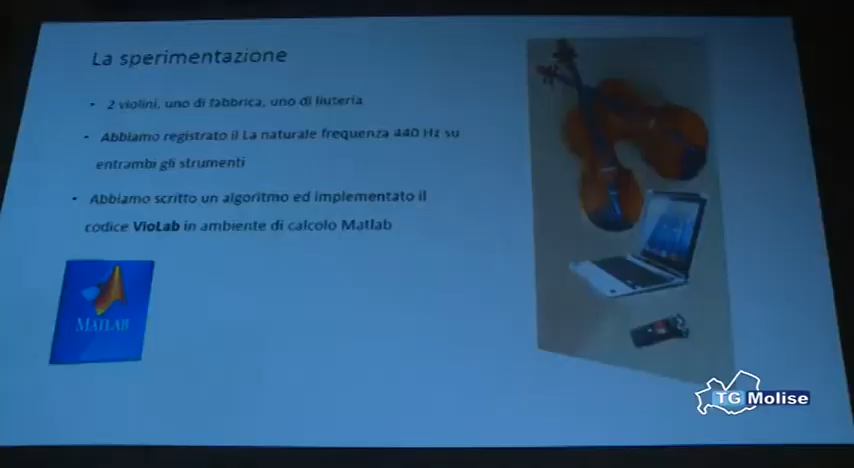 La sperimentazione
• 2 violini, uno di fabbrica, uno di liuteria
• Abbiamo registrato il La naturale frequenza 440 Hz su
entrambi gli strumenti
• Abbiamo scritto un algoritmo ed implementato il
codice VioLab in ambiente di calcolo Matlab
MATLAB
TG Molise